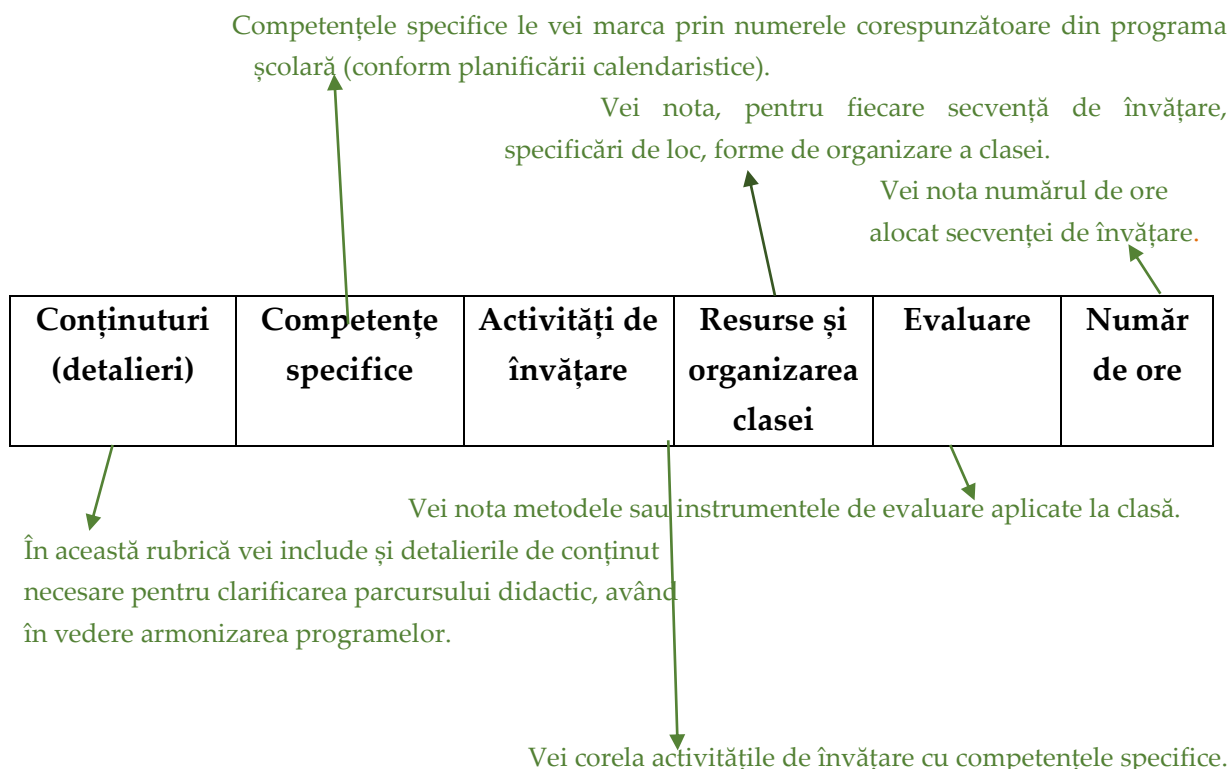 Competențele specifice le vei marca prin numerele corespunzătoare din programa
școlară (conform planificării calendaristice).
Vei nota, pentru fiecare secvență de învățare,
specificări de loc, forme de organizare a clasei.
Vei nota numărul de ore
alocat secvenței de învățare.
Conținuturi
(detalieri)
Competențe
specifice
Activități de
învățare
Resurse și
organizarea
clasei
Evaluare
Număr
de ore
Vei nota metodele sau instrumentele de evaluare aplicate la clasă.
În această rubrică vei include și detalierile de conținut
necesare pentru clarificarea parcursului didactic, având
în vedere armonizarea programelor.
Vei corela activitățile de învățare cu competențele specifice.